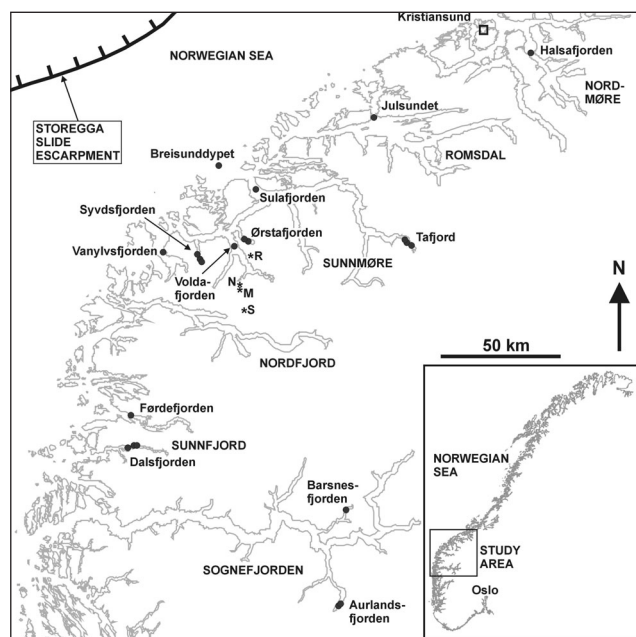 Kristiansund
NORWEGIAN SEA
Halsafjorden
NORD-
MØRE
Julsundet
STOREGGA
SLIDE
ESCARPMENT
Breisunddypet
ROMSDAL
Sulafjorden
Syvdsfjorden
Ørstafjorden
Tafjord
Vanylvsfjorden
*R
SUNNMØRE
Volda-
fjorden
N
*
*M
*S
N
50 km
NORDFJORD
Førdefjorden
SUNNFJORD
Dalsfjorden
NORWEGIAN
SEA
Barsnes-
fjorden
STUDY
AREA
SOGNEFJORDEN
Oslo
Aurlands-
fjorden